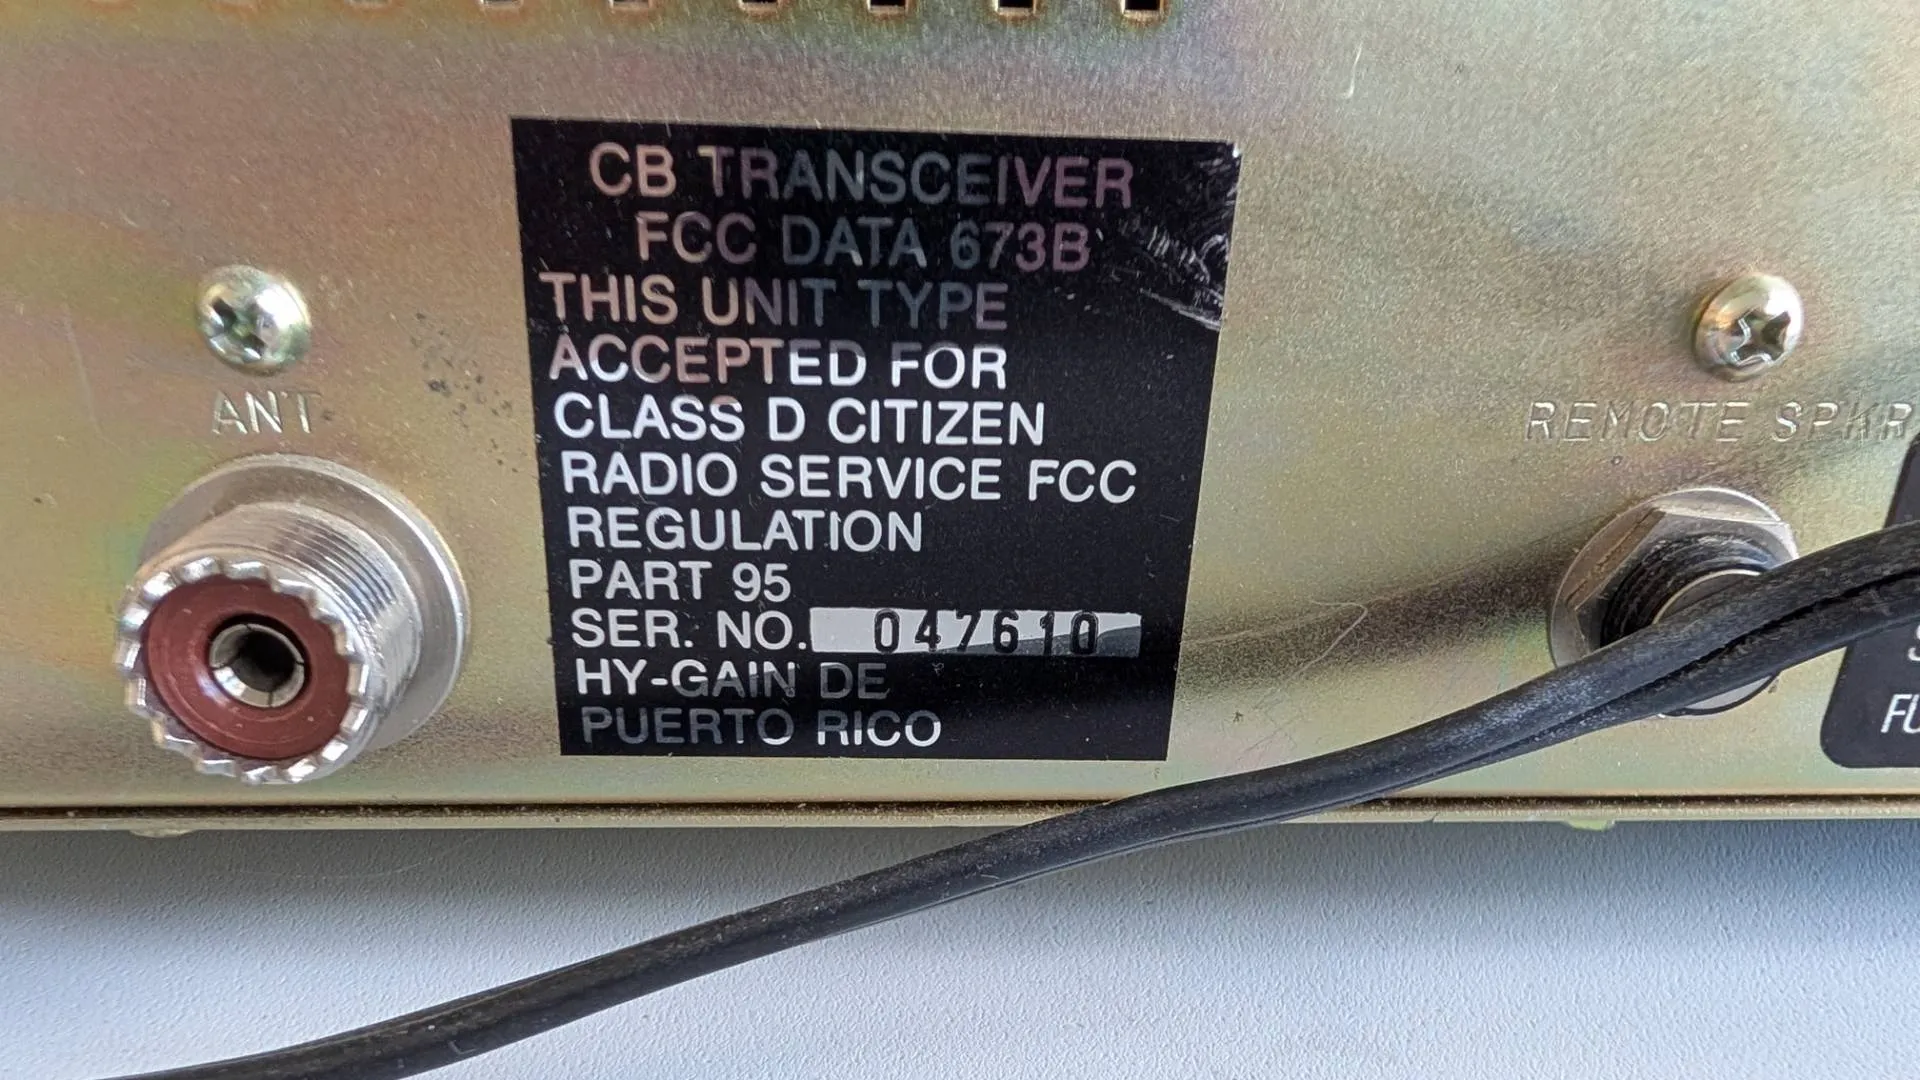 CB TRANSCEIVER
FCC DATA 673B
THIS UNIT TYPE
ACCEPTED FOR
CLASS D CITIZEN
RADIO SERVICE FCC
REGULATION
PART 95
SER. NO. 047610
HY-GAIN DE
PUERTO RICO
ANT
REMOTE SPKR